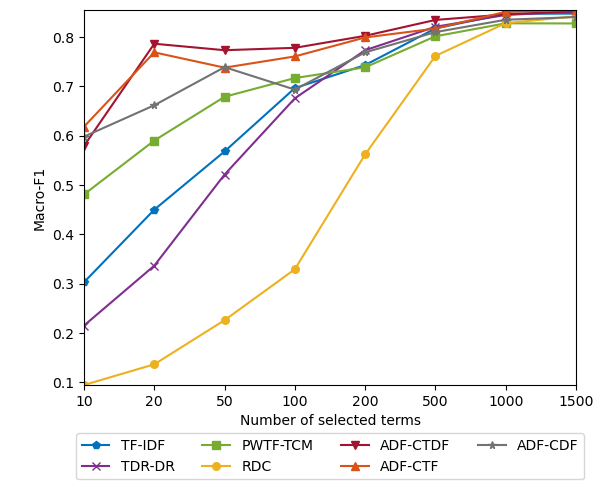 0.8
0.7
0.6
0.5
0.4
0.3
0.2
0.1
Macro-F1
10 20 50 100 200 500 1000 1500
Number of selected terms
TF-IDF PWTF-TCM ADF-CTDF ADF-CDF
TDR-DR RDC ADF-CTF